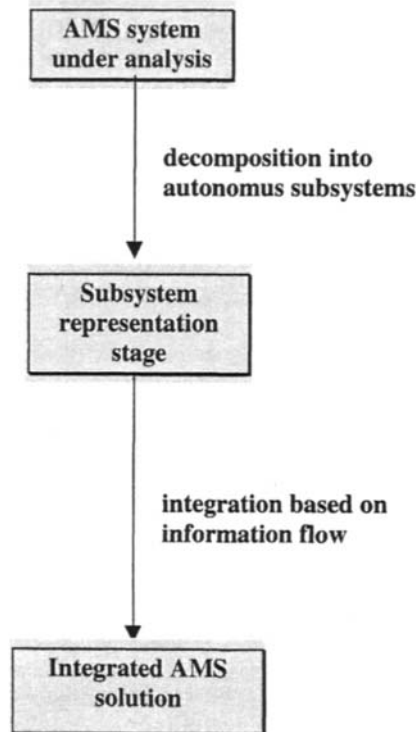 AMS system
under analysis
decomposition into
autonomus subsystems
Subsystem
representation
stage
integration based on
information flow
Integrated AMS
solution